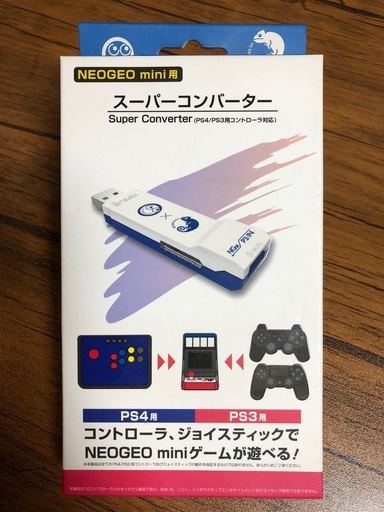 NEOGEO mini用
スーパーコンバーター
Super Converter(PS4/PS3用コントローラ対応)
×
NGm/P3/P4
PS4用
PS3用
コントローラ、ジョイスティックで
NEOGEO miniゲームが遊べる!